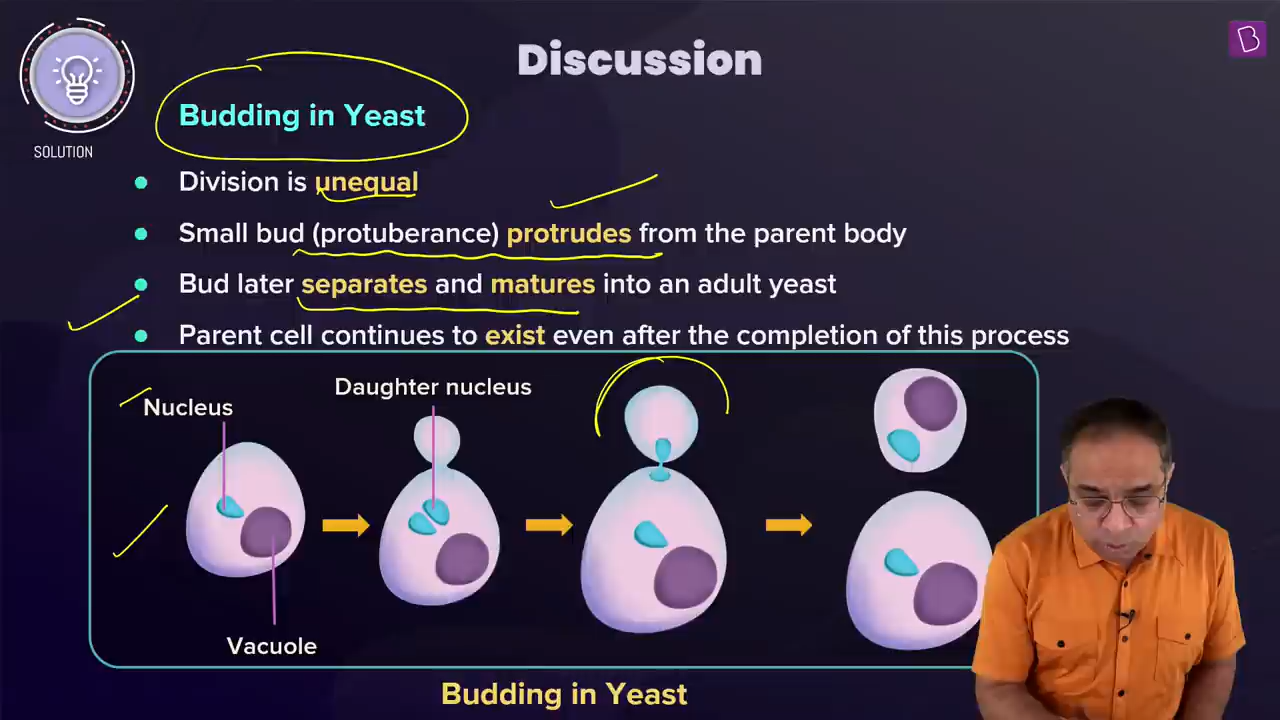 Discussion
B
SOLUTION
Budding in Yeast
Division is unequal
Small bud (protuberance) protrudes from the parent body
Bud later separates and matures into an adult yeast
Parent cell continues to exist even after the completion of this process
Nucleus
Daughter nucleus
Vacuole
Budding in Yeast